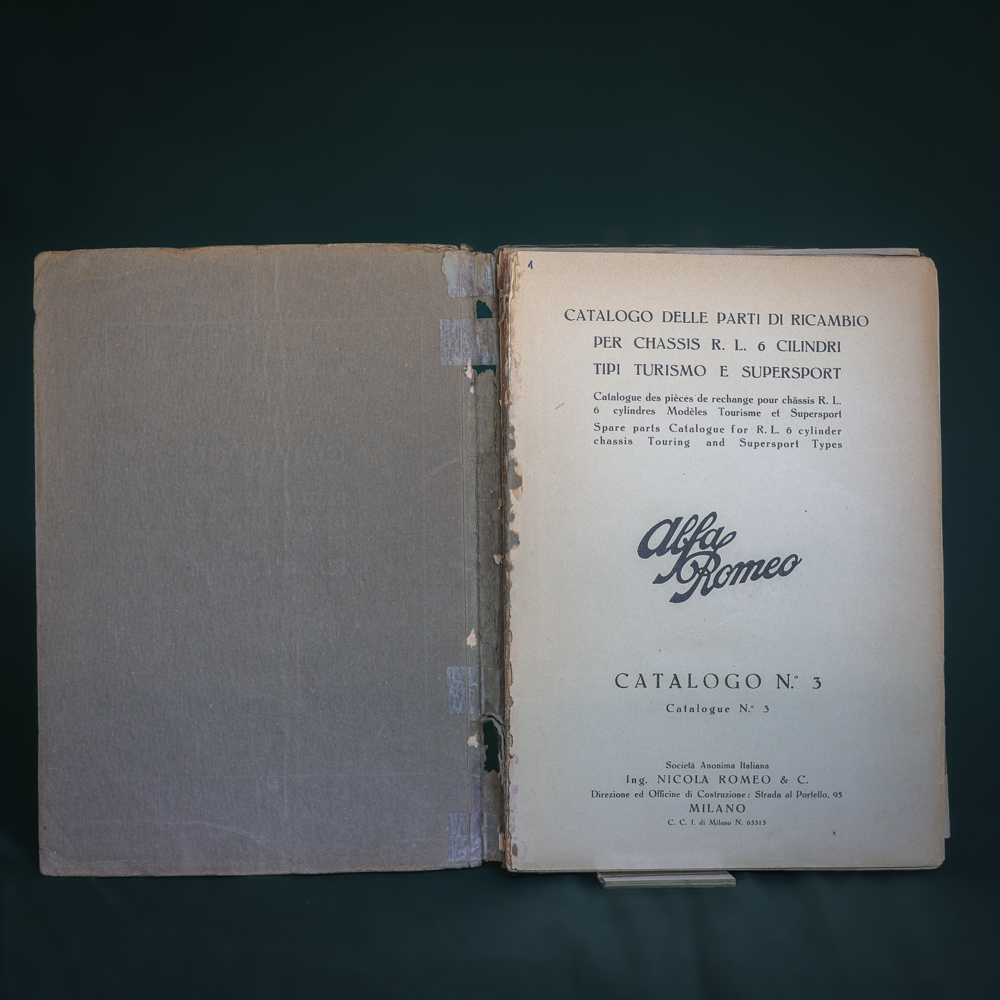 1
CATALOGO DELLE PARTI DI RICAMBIO
PER CHASSIS R. L. 6 CILINDRI
TIPI TURISMO E SUPERSPORT
Catalogue des pièces de rechange pour châssis R. L.
6 cylindres Modèles Tourisme et Supersport
Spare parts Catalogue for R. L. 6 cylinder
chassis Touring and Supersport Types
Alfa
Romeo
CATALOGO N.° 3
Catalogue N.° 3
Società Anonima Italiana
Ing. NICOLA ROMEO & C.
Direzione ed Officine di Costruzione: Strada al Portello, 95
MILANO
C. C. I. di Milano N. 65315